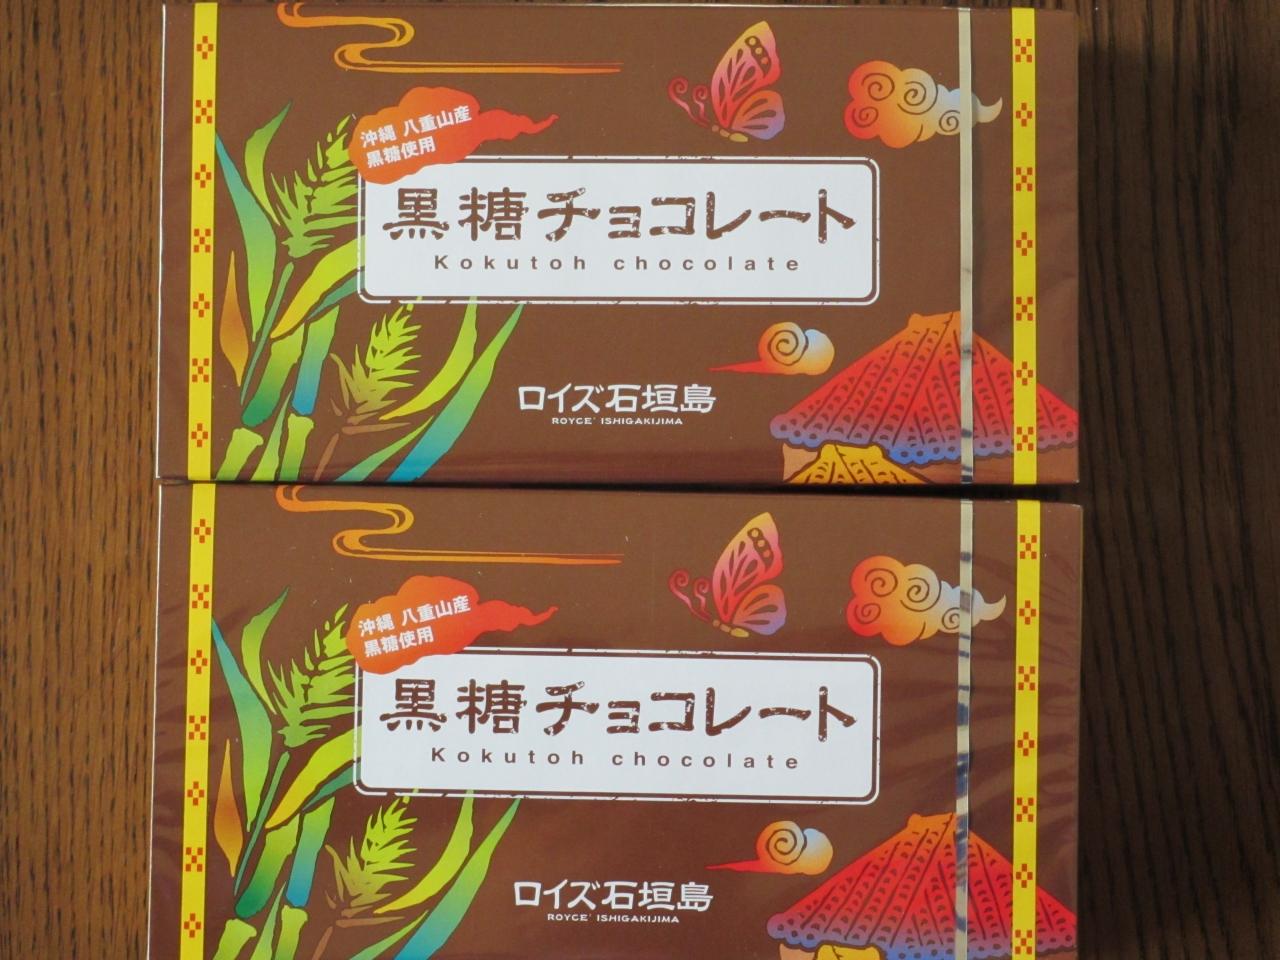 沖縄 八重山産
黒糖使用
黒糖チョコレート
Kokutoh chocolate
ロイズ石垣島
ROYCE' ISHIGAKIJIMA
沖縄 八重山産
黒糖使用
黒糖チョコレート
Kokutoh chocolate
ロイズ石垣島
ROYCE' ISHIGAKIJIMA